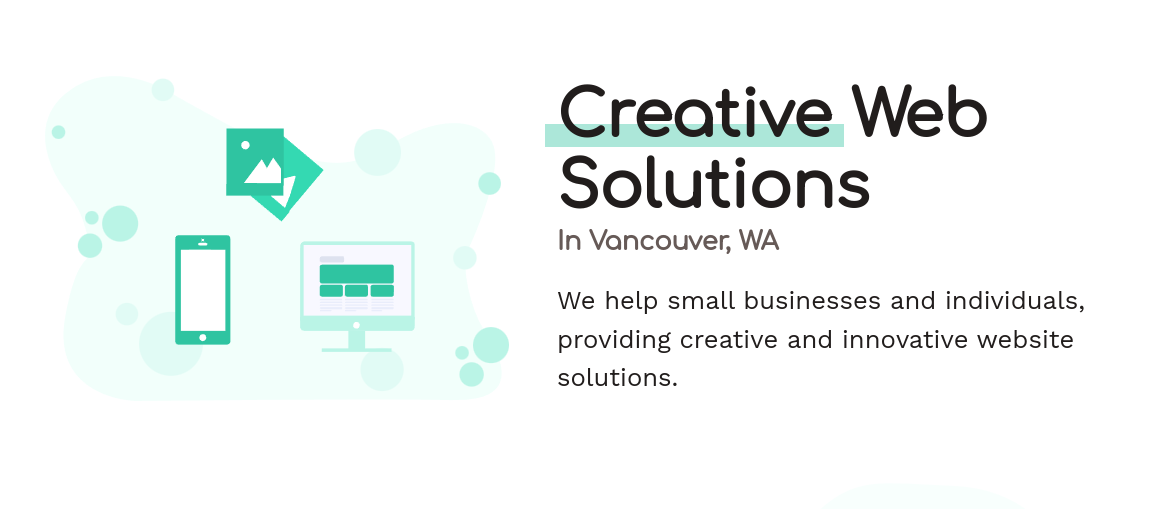 Creative Web
Solutions
In Vancouver, WA
We help small businesses and individuals,
providing creative and innovative website
solutions.